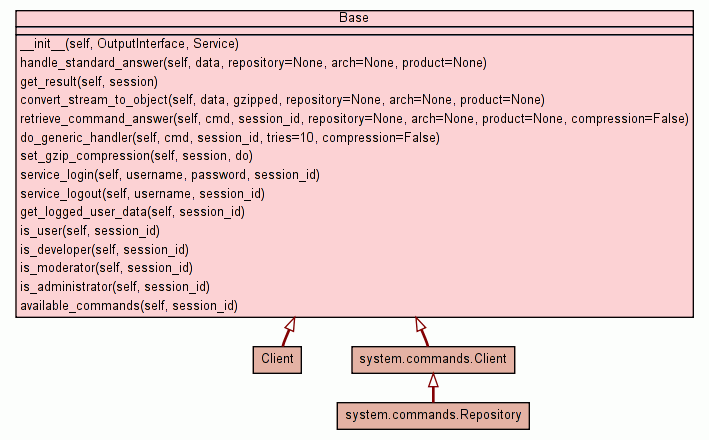 Base
__init__(self, OutputInterface, Service)
handle_standard_answer(self, data, repository=None, arch=None, product=None)
get_result(self, session)
convert_stream_to_object(self, data, gzipped, repository=None, arch=None, product=None)
retrieve_command_answer(self, cmd, session_id, repository=None, arch=None, product=None, compression=False)
do_generic_handler(self, cmd, session_id, tries=10, compression=False)
set_gzip_compression(self, session, do)
service_login(self, username, password, session_id)
service_logout(self, username, session_id)
get_logged_user_data(self, session_id)
is_user(self, session_id)
is_developer(self, session_id)
is_moderator(self, session_id)
is_administrator(self, session_id)
available_commands(self, session_id)
Client
system.commands.Client
system.commands.Repository